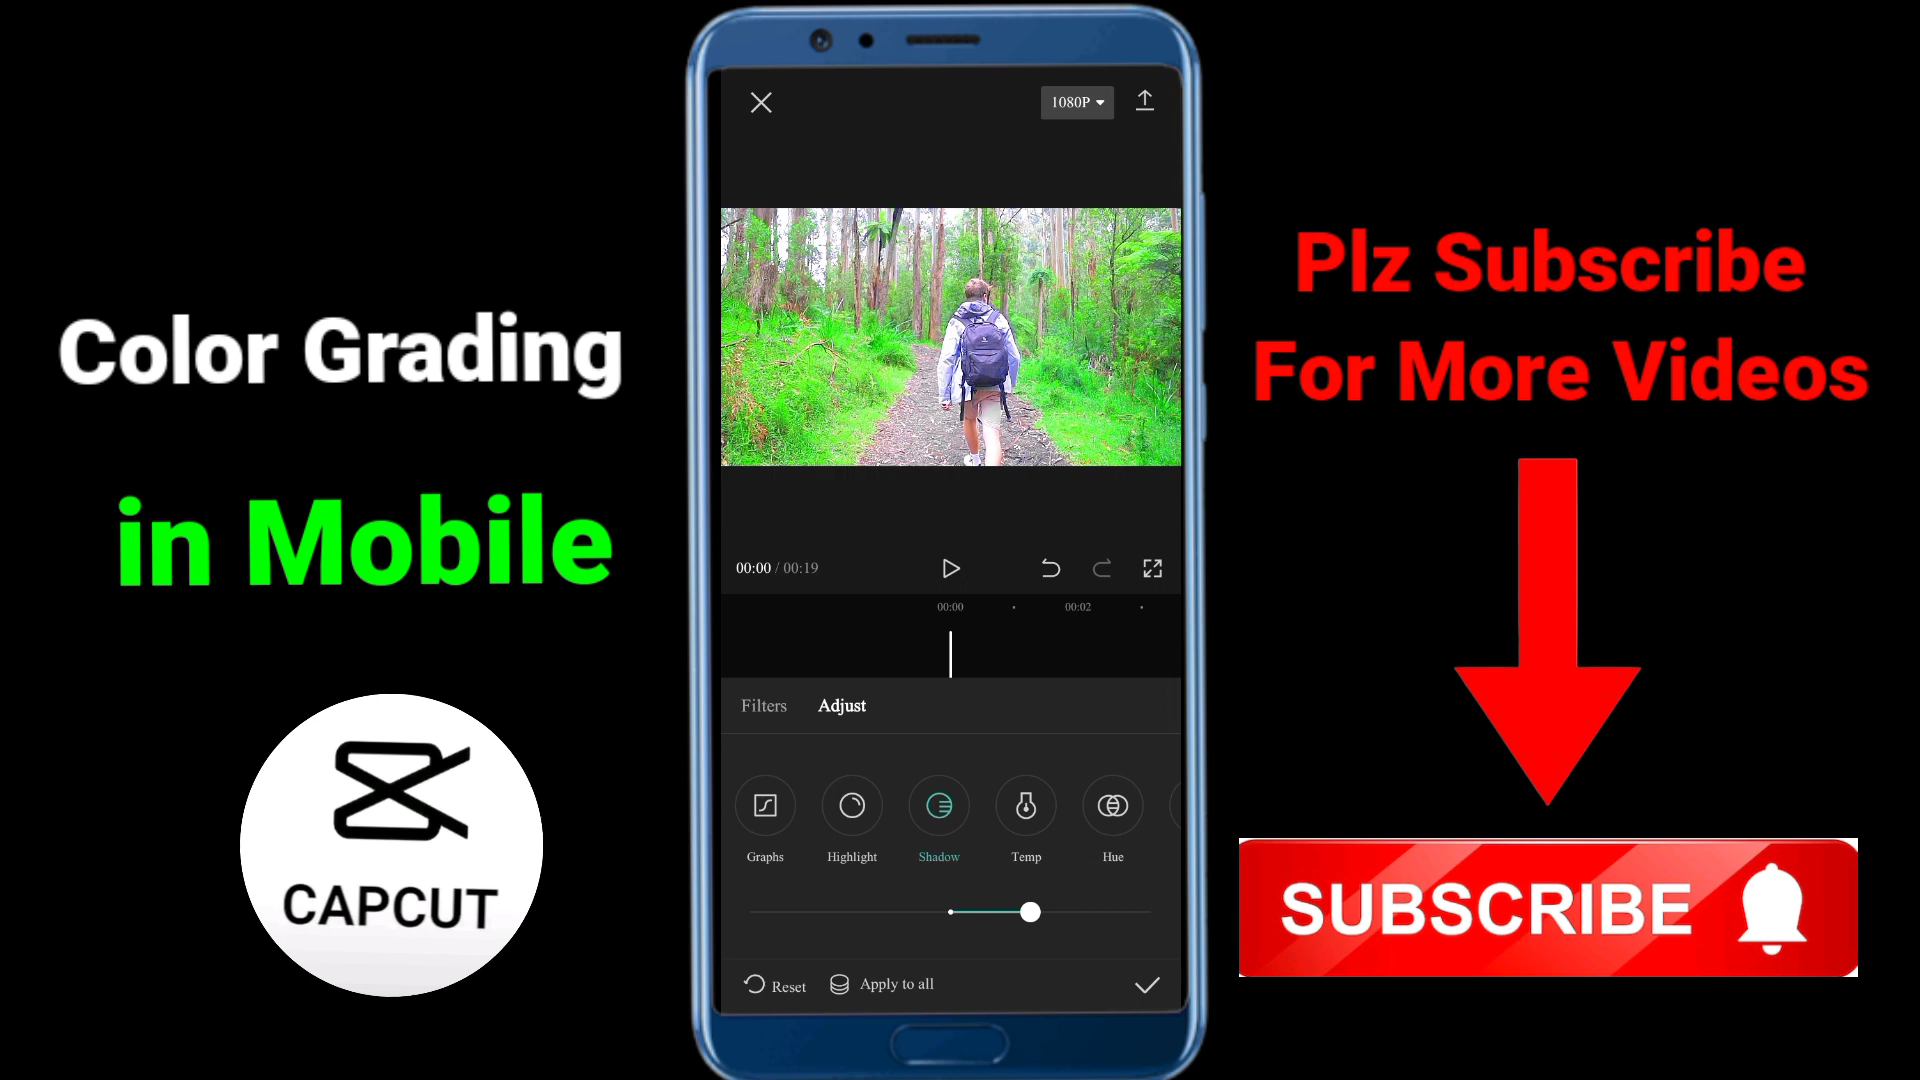 Color Grading
in Mobile
CAPCUT
1080P
00:00 / 00:19
00:00
00:02
Filters
Adjust
Graphs
Highlight
Shadow
Temp
Hue
Reset
Apply to all
Plz Subscribe
For More Videos
SUBSCRIBE